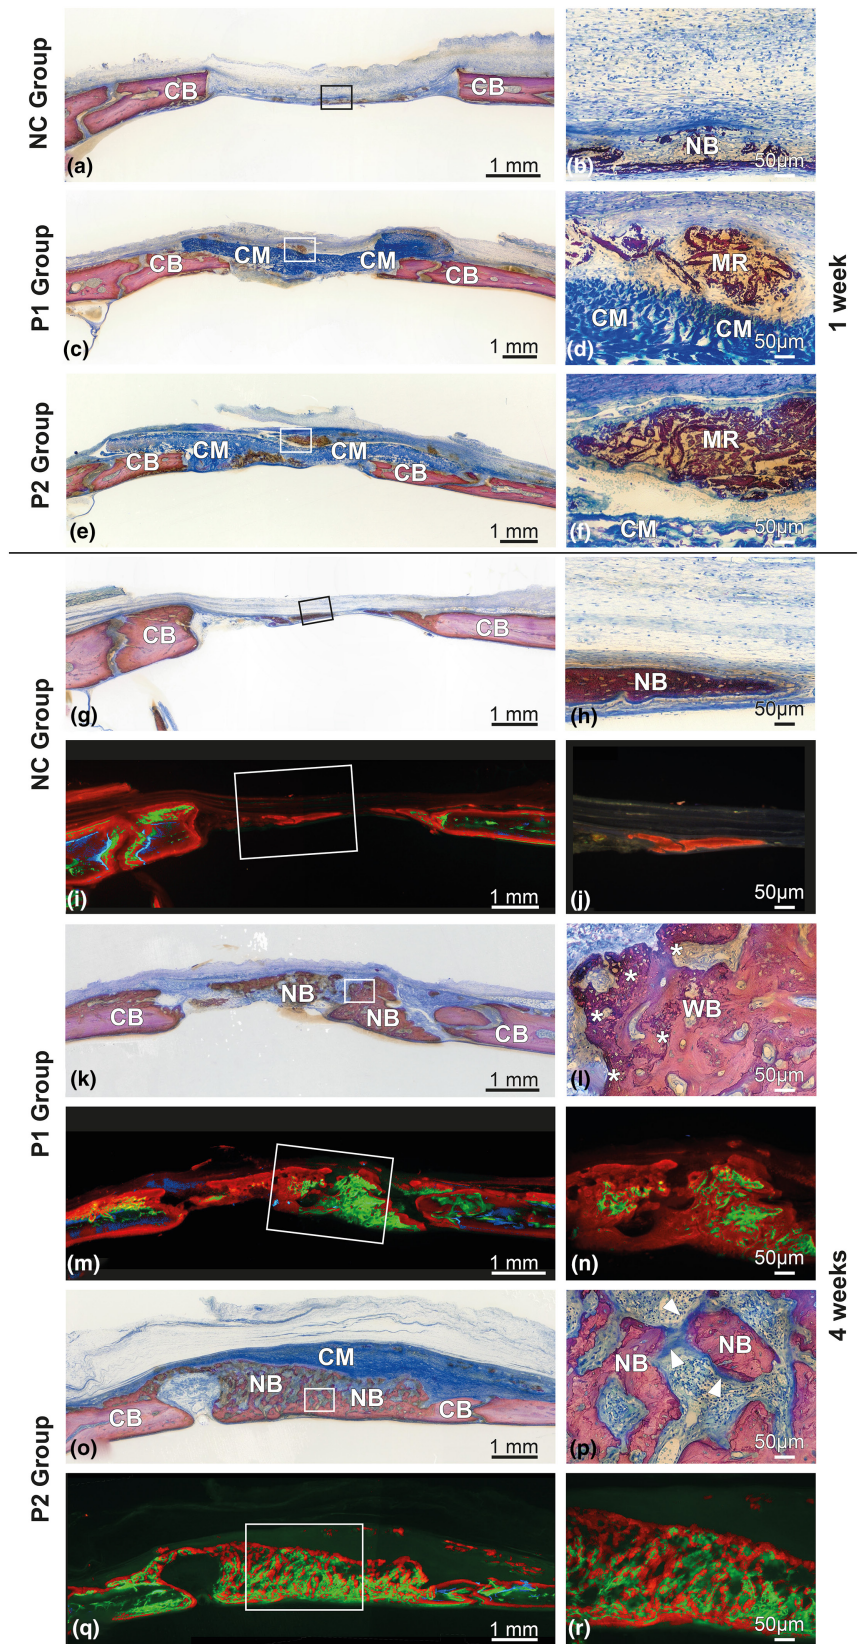 NC Group
CB
CB
(a)
1 mm
NB
(b)
50µm
P1 Group
CM
CM
CB
CB
(c)
1 mm
MR
CM
CM
(d)
50µm
1 week
P2 Group
CM
CM
CB
CB
(e)
1 mm
MR
CM
(f)
50µm
NC Group
CB
CB
(g)
1 mm
NB
(h)
50µm
(i)
1 mm
(j)
50µm
P1 Group
NB
CB
NB
CB
(k)
1 mm
*
*
WB
*
*
*
(l)
50µm
(m)
1 mm
(n)
50µm
4 weeks
P2 Group
CM
NB
NB
CB
CB
(o)
1 mm
NB
NB
(p)
50µm
(q)
1 mm
(r)
50µm